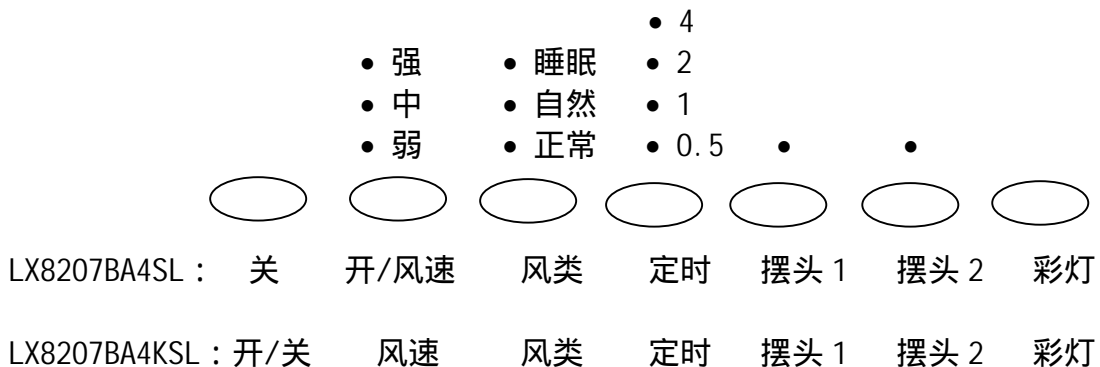 • 4
• 强 • 睡眠 • 2
• 中 • 自然 • 1
• 弱 • 正常 • 0.5 • •
LX8207BA4SL： 关 开/风速 风类 定时 摆头 1 摆头 2 彩灯
LX8207BA4KSL：开/关 风速 风类 定时 摆头 1 摆头 2 彩灯